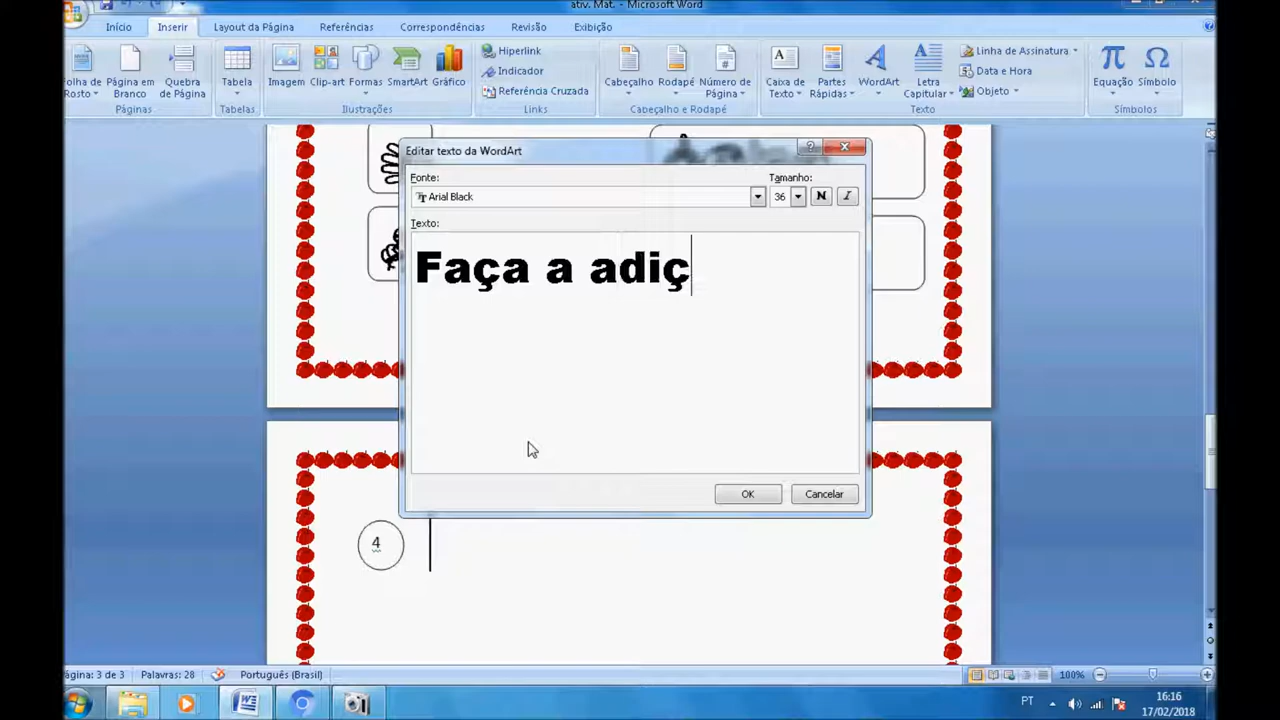 ativ. Mat. - Microsoft Word
Início Inserir Layout da Página Referências Correspondências Revisão Exibição
Folha de Rosto
Página em Branco
Quebra de Página
Tabela
Imagem
Clip-art
Formas
SmartArt
Gráfico
Hiperlink
Indicador
Referência Cruzada
Cabeçalho
Rodapé
Número de Página
Caixa de Texto
Partes Rápidas
WordArt
Letra Capitular
Linha de Assinatura
Data e Hora
Objeto
Equação
Símbolo
Páginas Tabelas Ilustrações Links Cabeçalho e Rodapé Texto Símbolos
Editar texto da WordArt
Fonte: Tamanho:
Arial Black 36 N I
Texto:
Faça a adiç
OK Cancelar
4
Página: 3 de 3 Palavras: 28 Português (Brasil) 100%
PT 16:16
17/02/2018